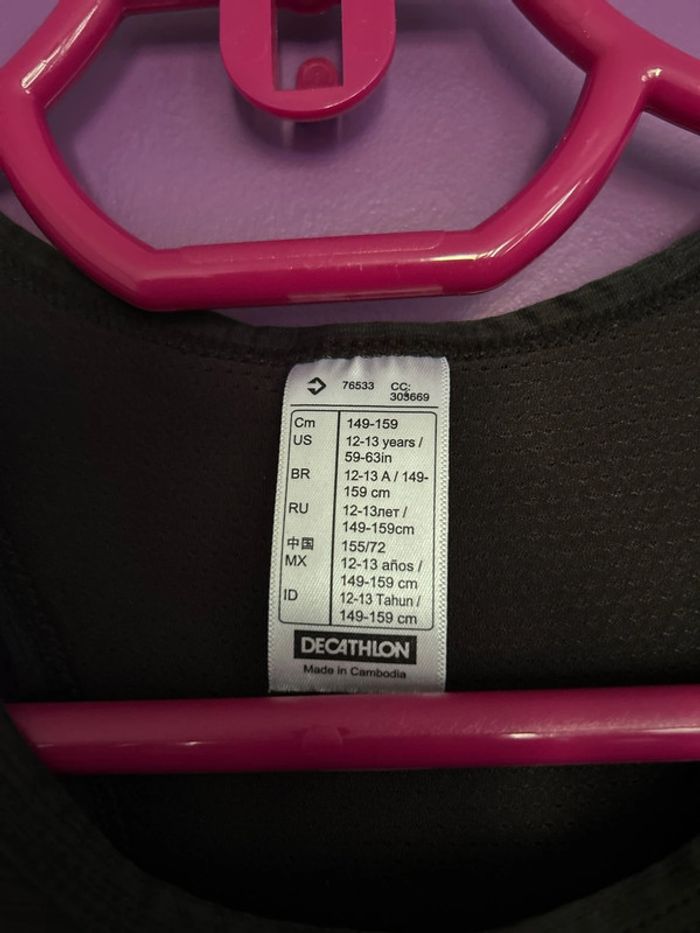 76533 CC:
303669
Cm 149-159
US 12-13 years /
59-63in
BR 12-13 A / 149-
159 cm
RU 12-13лет /
149-159cm
中国 155/72
MX 12-13 años /
149-159 cm
ID 12-13 Tahun /
149-159 cm
DECATHLON
Made in Cambodia